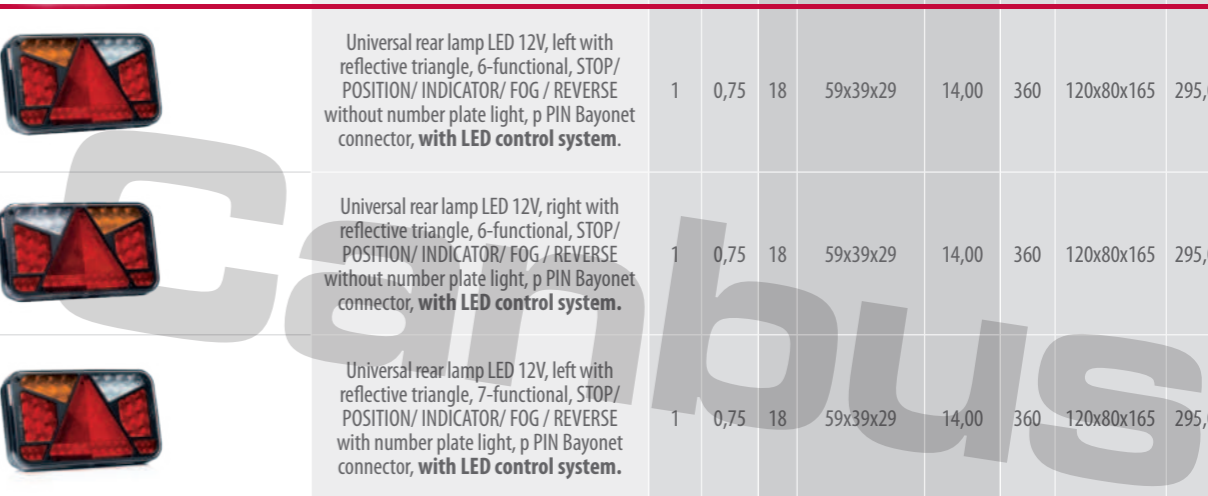 Universal rear lamp LED 12V, left with
reflective triangle, 6-functional, STOP/
POSITION/ INDICATOR/ FOG / REVERSE
without number plate light, p PIN Bayonet
connector, with LED control system.
1 0,75 18 59x39x29 14,00 360 120x80x165 295,
Universal rear lamp LED 12V, right with
reflective triangle, 6-functional, STOP/
POSITION/ INDICATOR/ FOG / REVERSE
without number plate light, p PIN Bayonet
connector, with LED control system.
1 0,75 18 59x39x29 14,00 360 120x80x165 295,
Universal rear lamp LED 12V, left with
reflective triangle, 7-functional, STOP/
POSITION/ INDICATOR/ FOG / REVERSE
with number plate light, p PIN Bayonet
connector, with LED control system.
1 0,75 18 59x39x29 14,00 360 120x80x165 295,
Canbus